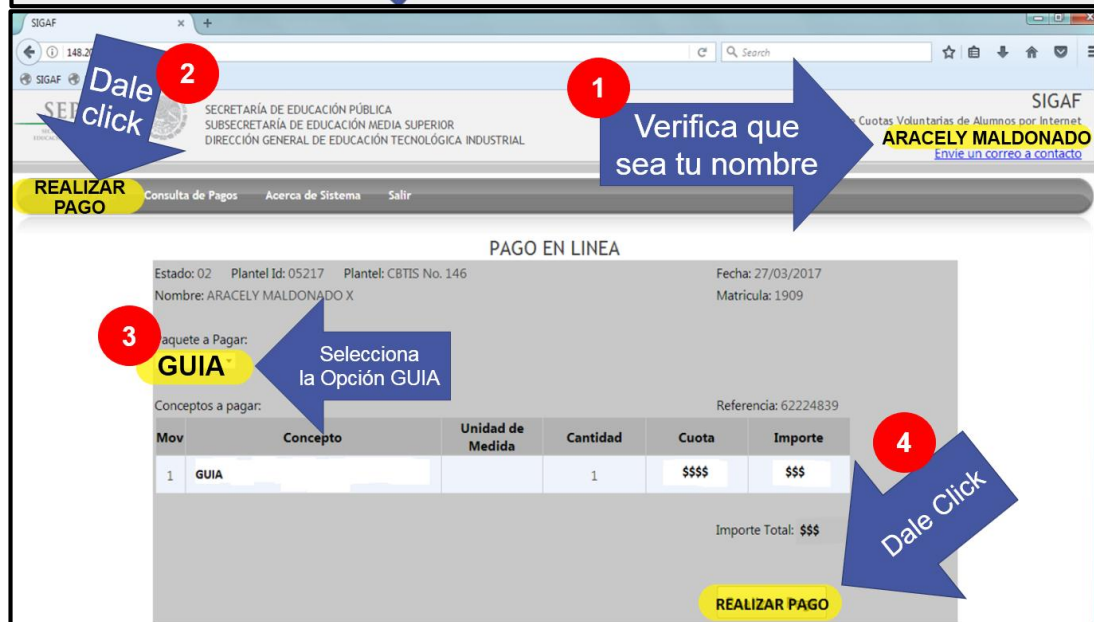 SIGAF
148.20
Search
SIGAF
2
Dale
click
1
Verifica que
sea tu nombre
SECRETARÍA DE EDUCACIÓN PÚBLICA
SUBSECRETARÍA DE EDUCACIÓN MEDIA SUPERIOR
DIRECCIÓN GENERAL DE EDUCACIÓN TECNOLÓGICA INDUSTRIAL
SIGAF
Cuotas Voluntarias de Alumnos por Internet
ARACELY MALDONADO
Envie un correo a contacto
REALIZAR
PAGO
Consulta de Pagos Acerca de Sistema Salir
PAGO EN LINEA
Estado: 02 Plantel Id: 05217 Plantel: CBTIS No. 146 Fecha: 27/03/2017
Nombre: ARACELY MALDONADO X Matricula: 1909
3
aquete a Pagar:
GUIA
Selecciona
la Opción GUIA
Conceptos a pagar: Referencia: 62224839
Mov Concepto Unidad de Medida Cantidad Cuota Importe
1 GUIA 1 $$$$ $$$
4
Dale Click
Importe Total: $$$
REALIZAR PAGO